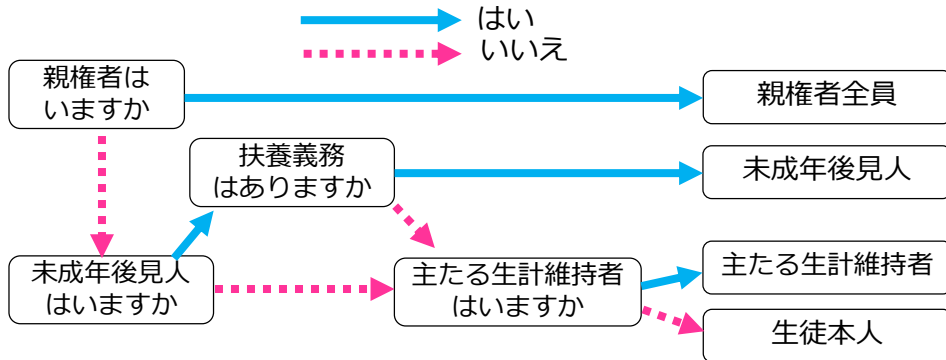 はい
いいえ
親権者は
いますか
親権者全員
扶養義務
はありますか
未成年後見人
未成年後見人
はいますか
主たる生計維持者
はいますか
主たる生計維持者
生徒本人